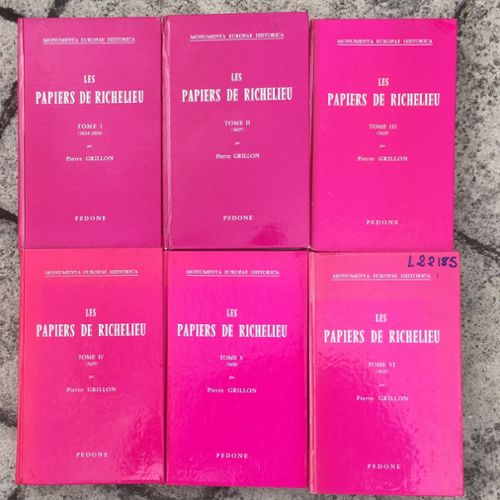 MONUMENTA EUROPAE HISTORICA
LES
PAPIERS DE RICHELIEU
TOME I
(1624-1626)
par
Pierre GRILLON
PEDONE
MONUMENTA EUROPAE HISTORICA
LES
PAPIERS DE RICHELIEU
TOME II
(1627)
par
Pierre GRILLON
PEDONE
MONUMENTA EUROPAE HISTORICA
LES
PAPIERS DE RICHELIEU
TOME III
(1628)
par
Pierre GRILLON
PEDONE
MONUMENTA EUROPAE HISTORICA
LES
PAPIERS DE RICHELIEU
TOME IV
(1629)
par
Pierre GRILLON
PEDONE
MONUMENTA EUROPAE HISTORICA
LES
PAPIERS DE RICHELIEU
TOME V
(1630)
par
Pierre GRILLON
PEDONE
L22185
MONUMENTA EUROPAE HISTORICA
LES
PAPIERS DE RICHELIEU
TOME VI
par
Pierre GRILLON
PEDONE